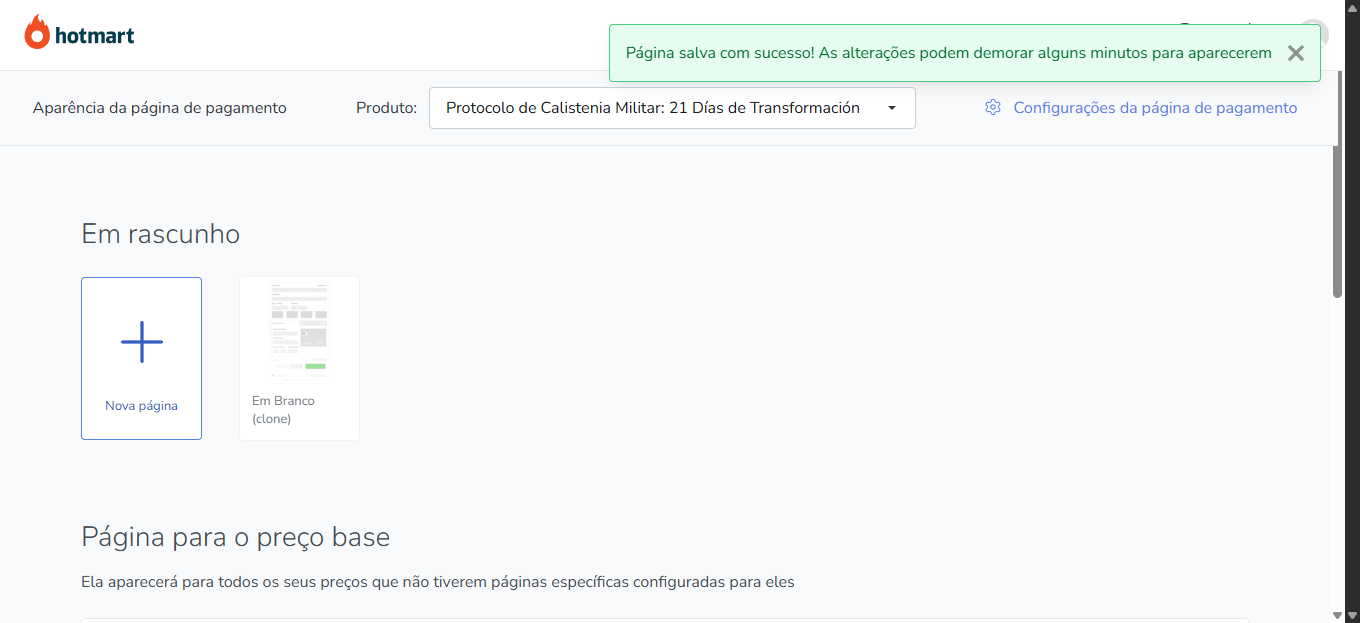 hotmart
Página salva com sucesso! As alterações podem demorar alguns minutos para aparecerem
Aparência da página de pagamento
Produto:
Protocolo de Calistenia Militar: 21 Días de Transformación
Configurações da página de pagamento
Em rascunho
Nova página
Em Branco
(clone)
Página para o preço base
Ela aparecerá para todos os seus preços que não tiverem páginas específicas configuradas para eles